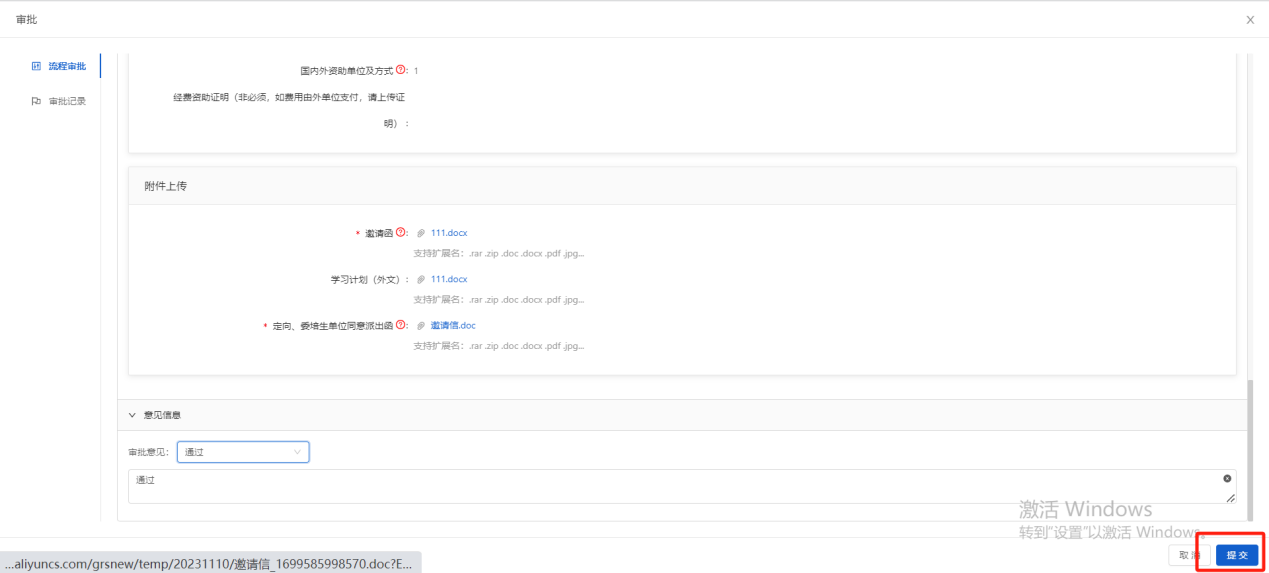 审批
流程审批
审批记录
国内外资助单位及方式 : 1
经费资助证明（非必须，如费用由外单位支付，请上传证
明） :
附件上传
* 邀请函 : 111.docx
支持扩展名: .rar .zip .doc .docx .pdf .jpg...
学习计划（外文） : 111.docx
支持扩展名: .rar .zip .doc .docx .pdf .jpg...
* 定向、委培生单位同意派出函 : 邀请信.doc
支持扩展名: .rar .zip .doc .docx .pdf .jpg...
意见信息
审批意见: 通过
通过
激活 Windows
转到"设置"以激活 Windows。
取消 提交
...aliyuncs.com/grsnew/temp/20231110/邀请信_1699585998570.doc?E...